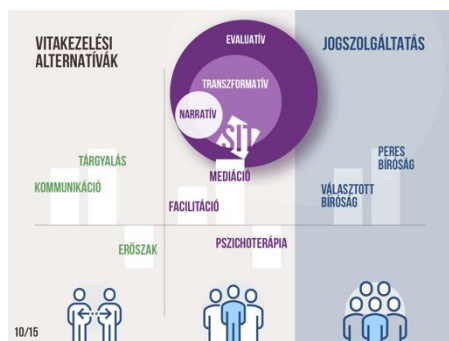 VITAKEZELÉSI
ALTERNATÍVÁK
EVALUATÍV
JOGSZOLGÁLTATÁS
TRANSZFORMATÍV
NARRATÍV
SIT
TÁRGYALÁS
KOMMUNIKÁCIÓ
MEDIÁCIÓ
FACILITÁCIÓ
PERES
BÍRÓSÁG
VÁLASZTOTT
BÍRÓSÁG
ERŐSZAK
PSZICHOTERÁPIA
10/15